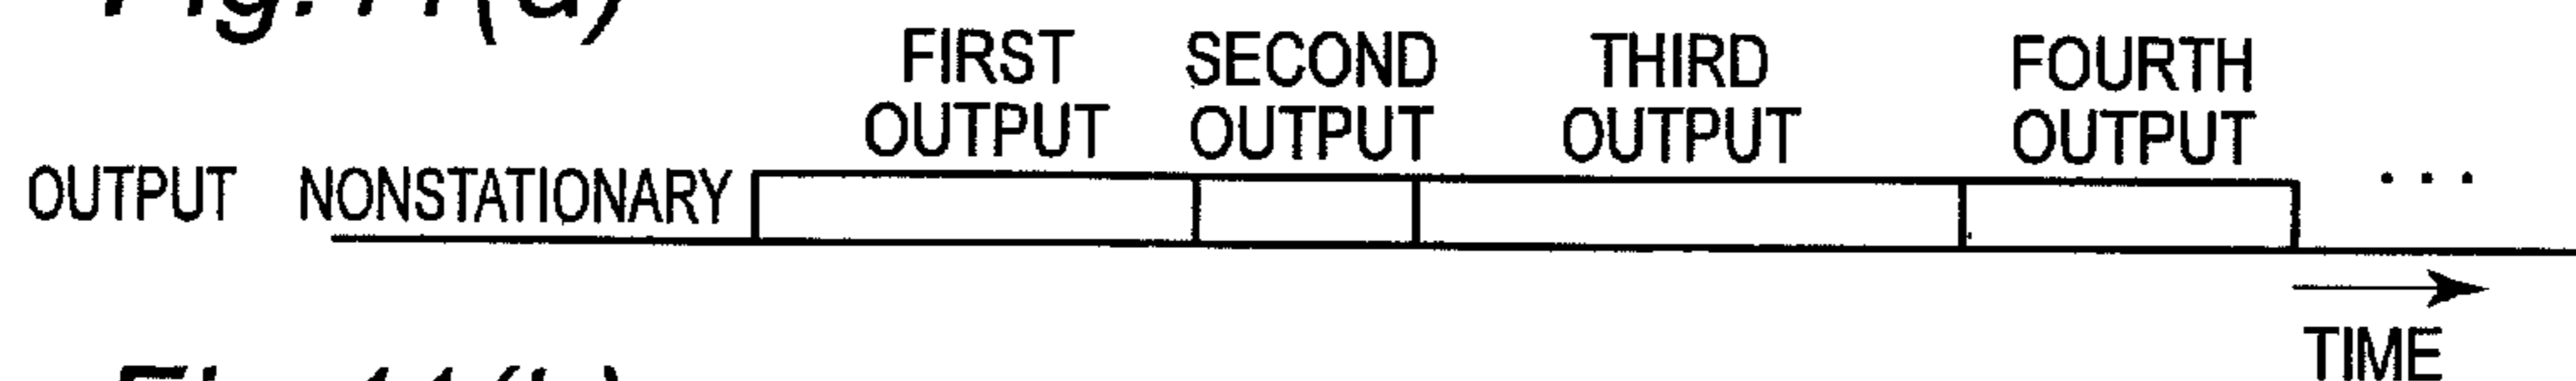 FIRST SECOND THIRD FOURTH
OUTPUT OUTPUT OUTPUT OUTPUT
OUTPUT NONSTATIONARY ...
TIME